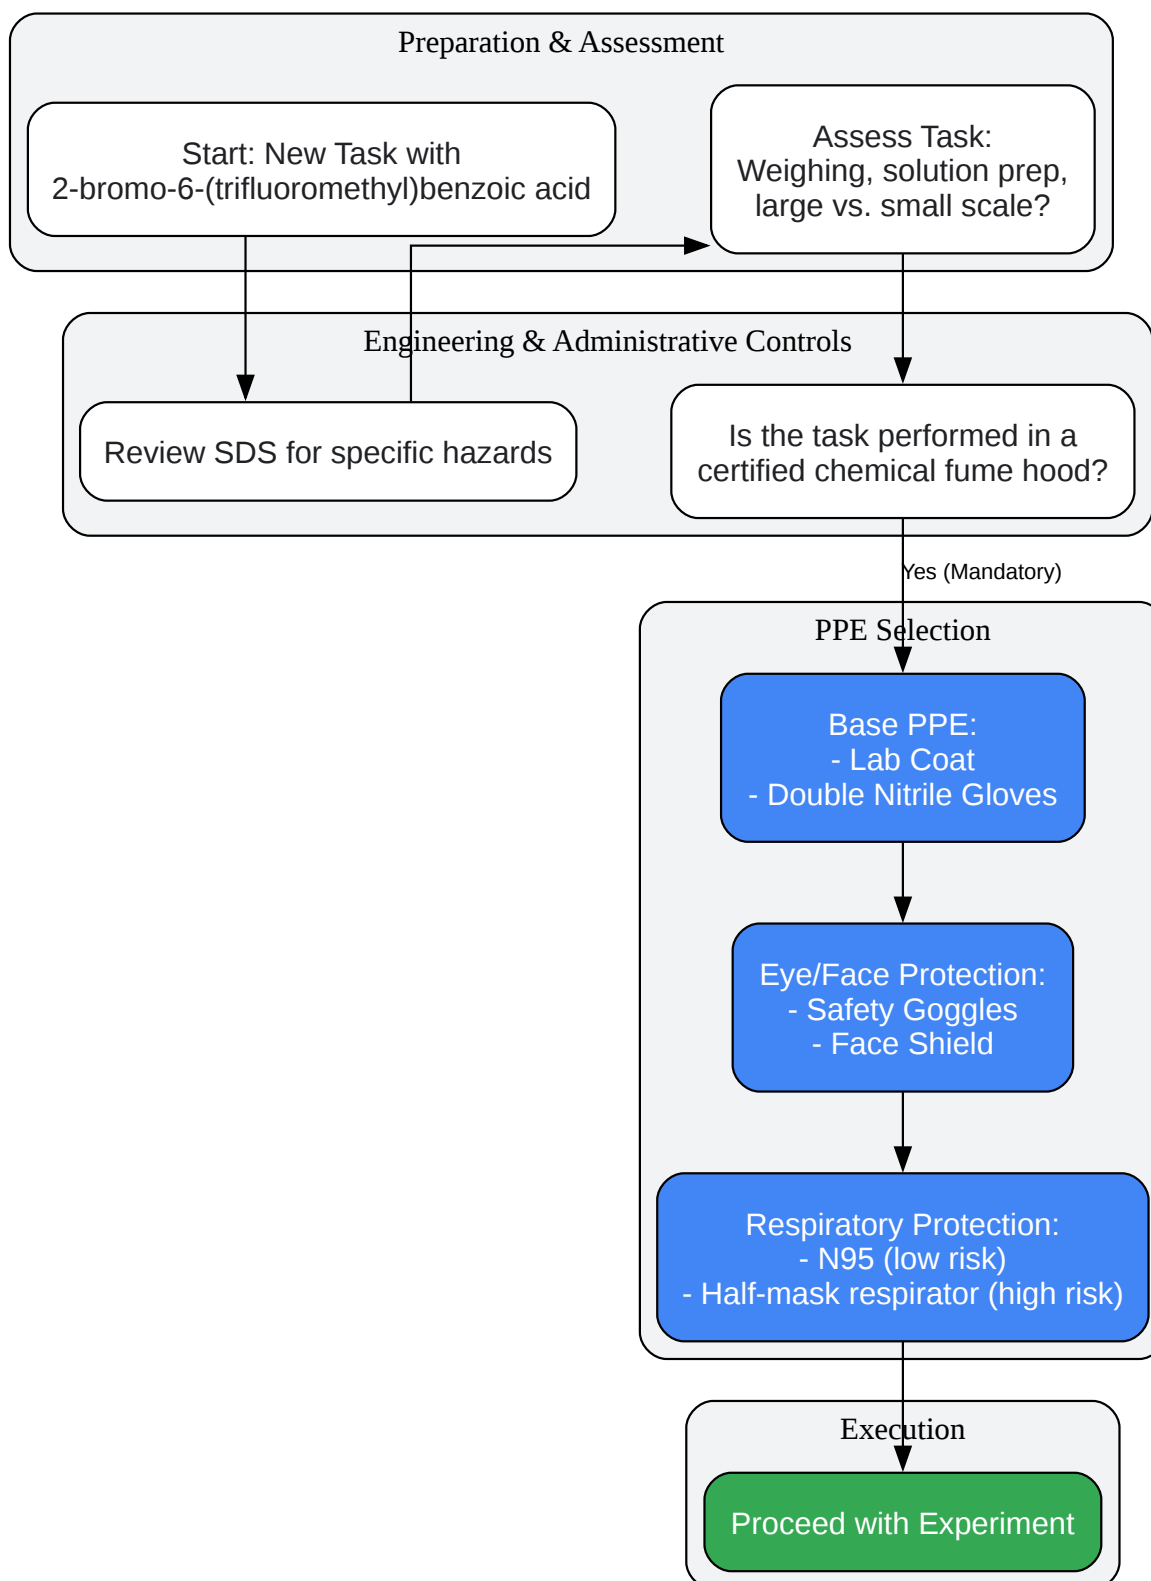 Preparation & Assessment
Start: New Task with
2-bromo-6-(trifluoromethyl)benzoic acid
Assess Task:
Weighing, solution prep,
large vs. small scale?
Engineering & Administrative Controls
Review SDS for specific hazards
Is the task performed in a
certified chemical fume hood?
Yes (Mandatory)
PPE Selection
Base PPE:
- Lab Coat
- Double Nitrile Gloves
Eye/Face Protection:
- Safety Goggles
- Face Shield
Respiratory Protection:
- N95 (low risk)
- Half-mask respirator (high risk)
Execution
Proceed with Experiment